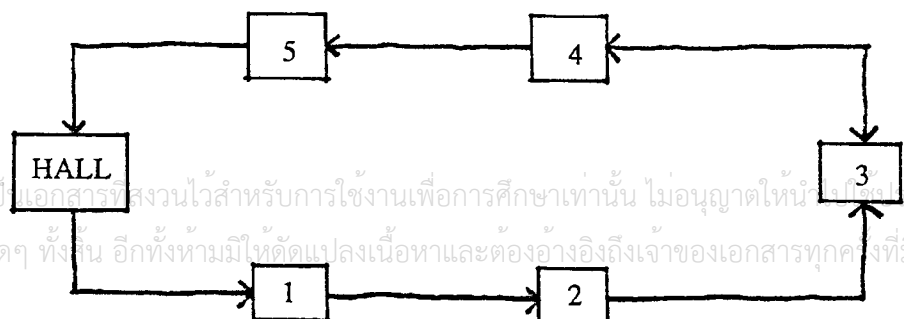 5
4
HALL
3
เป็นเอกสารที่สงวนไว้สำหรับการใช้งานเพื่อการศึกษาเท่านั้น ไม่อนุญาตให้นำไปใช้
ใดๆ ทั้งสิ้น อีกทั้งห้ามมิให้ดัดแปลงเนื้อหาและต้องอ้างอิงถึงเจ้าของเอกสารทุกครั้งที่
1
2